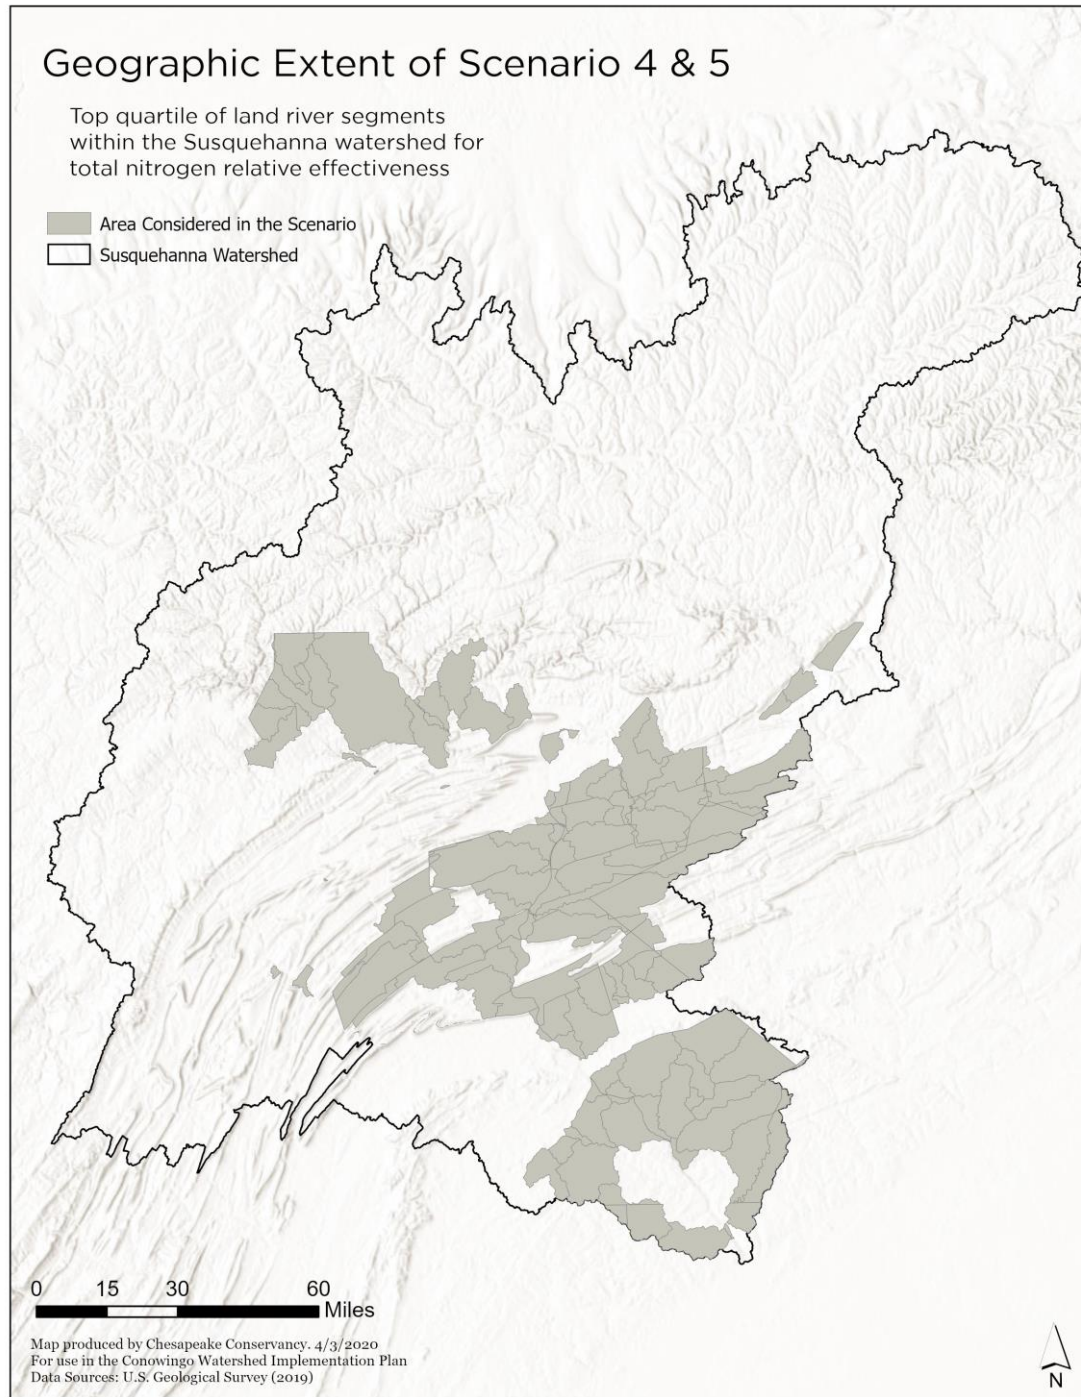 Geographic Extent of Scenario 4 & 5
Top quartile of land river segments
within the Susquehanna watershed for
total nitrogen relative effectiveness
Area Considered in the Scenario
Susquehanna Watershed
0 15 30 60
Miles
Map produced by Chesapeake Conservancy. 4/3/2020
For use in the Conowingo Watershed Implementation Plan
Data Sources: U.S. Geological Survey (2019)
N